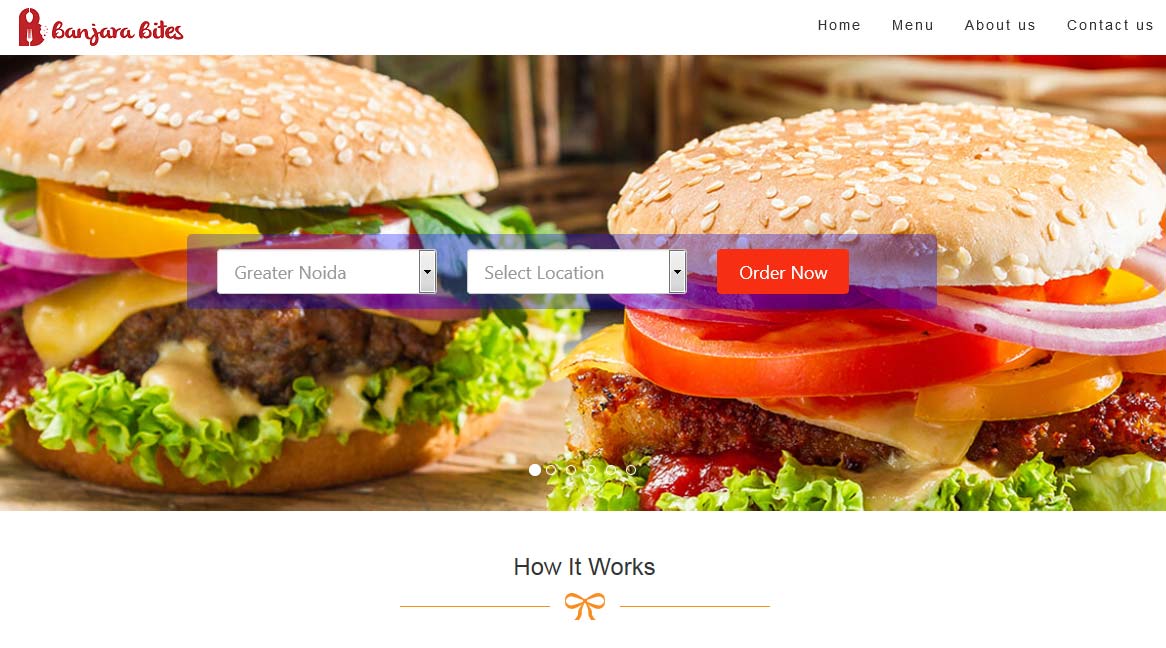 Banjara Bites
Home Menu About us Contact us
Greater Noida Select Location Order Now
How It Works